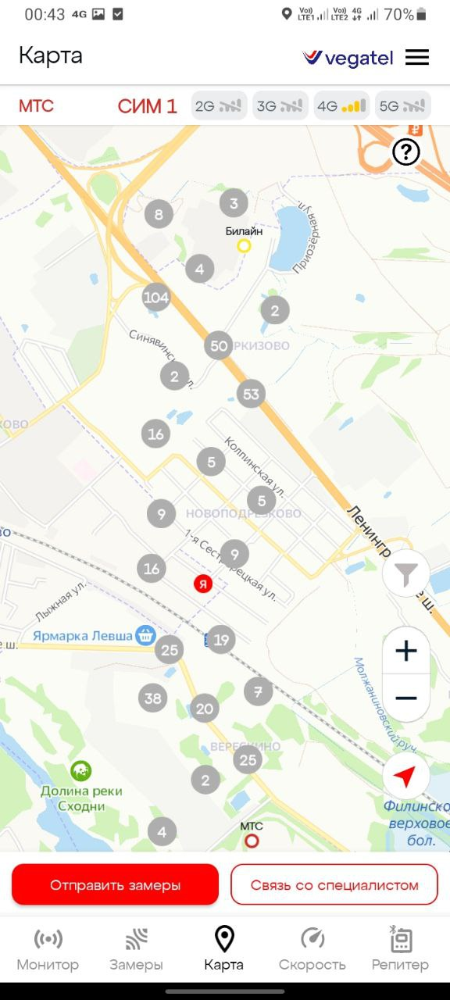 00:43 4G Vo)) LTE1 Vo)) LTE2 4G 70%
Карта
vegatel
МТС СИМ 1 2G 3G 4G 5G
₽
?
8
3
Приозёрная ул.
Билайн
4
104
2
50
РКИЗОВО
Синявинская ул.
2
53
КОВО
16
Колпинская ул.
5
5
9
НОВОПОДРЕЗКОВО
Ленингр
е ш.
ВО
1-я Сестрорецкая ул.
9
16
Я
Лыжная ул.
Ярмарка Левша
19
е ш.
25
+
Молжаниновский руч.
7
38
20
−
ВЕРЕСКИНО
25
Долина реки
Сходни
2
Филинско
верховое
бол.
4
МТС
Отправить замеры
Связь со специалистом
Монитор
Замеры
Карта
Скорость
Репитер